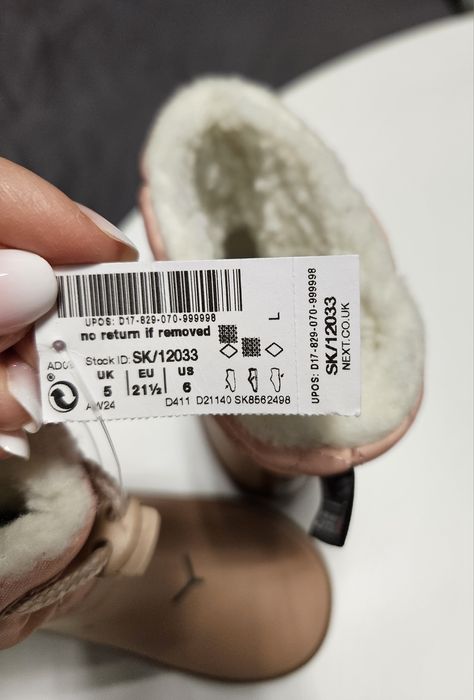 UPOS: D17-829-070-999998
no return if removed
L
Stock ID: SK/12033
UK EU US
5 21½ 6
AW24
D411 D21140 SK8562498
UPOS: D17-829-070-999998
SK/12033
NEXT.CO.UK